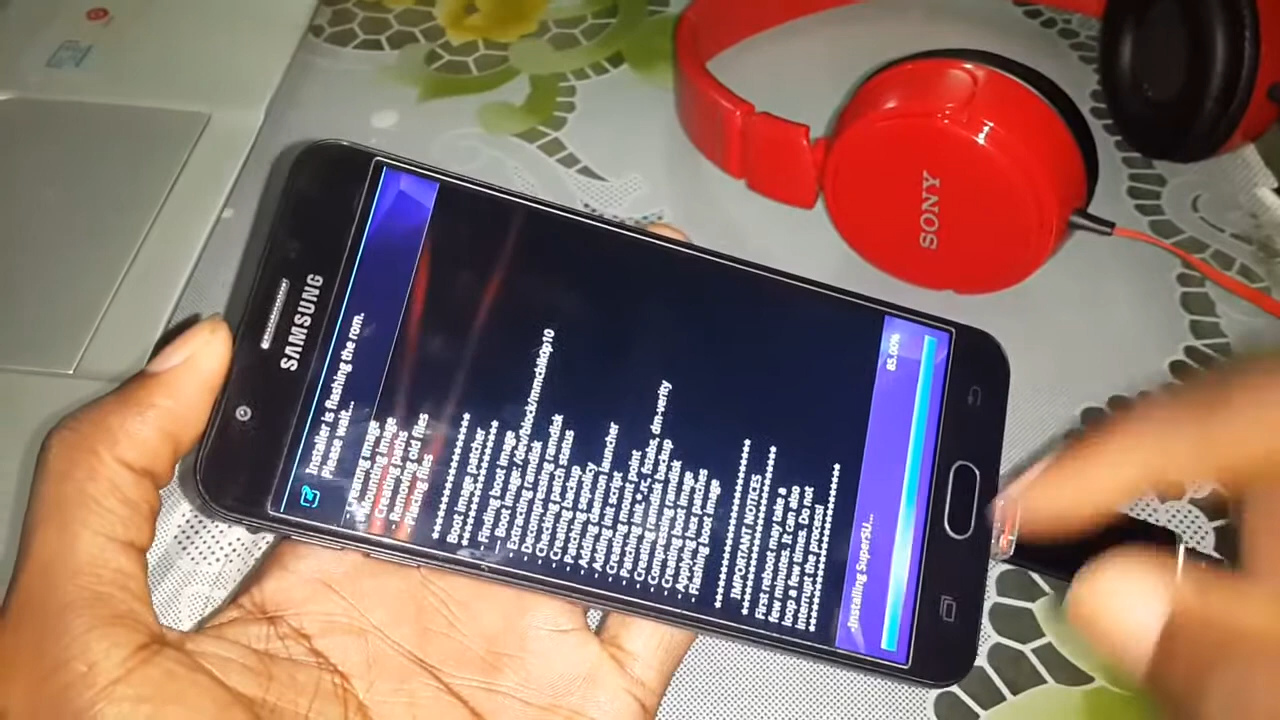 SONY
SAMSUNG
Installer is flashing the rom.
Please wait...
Creating image
- Mounting image
- Creating paths
- Removing old files
- Placing files
********************
Boot image patcher
********************
- Finding boot image
--- Boot image: /dev/block/mmcblk0p10
- Extracting ramdisk
- Decompressing ramdisk
- Checking patch status
- Creating backup
- Patching sepolicy
- Adding daemon launcher
- Adding init script
- Creating mount point
- Patching init.*.rc, fstabs, dm-verity
- Creating ramdisk backup
- Compressing ramdisk
- Creating boot image
- Applying hex patches
- Flashing boot image
*************************
IMPORTANT NOTICES
*************************
First reboot may take a
few minutes. It can also
loop a few times. Do not
interrupt the process!
*************************
-Installing SuperSU...
85.00%